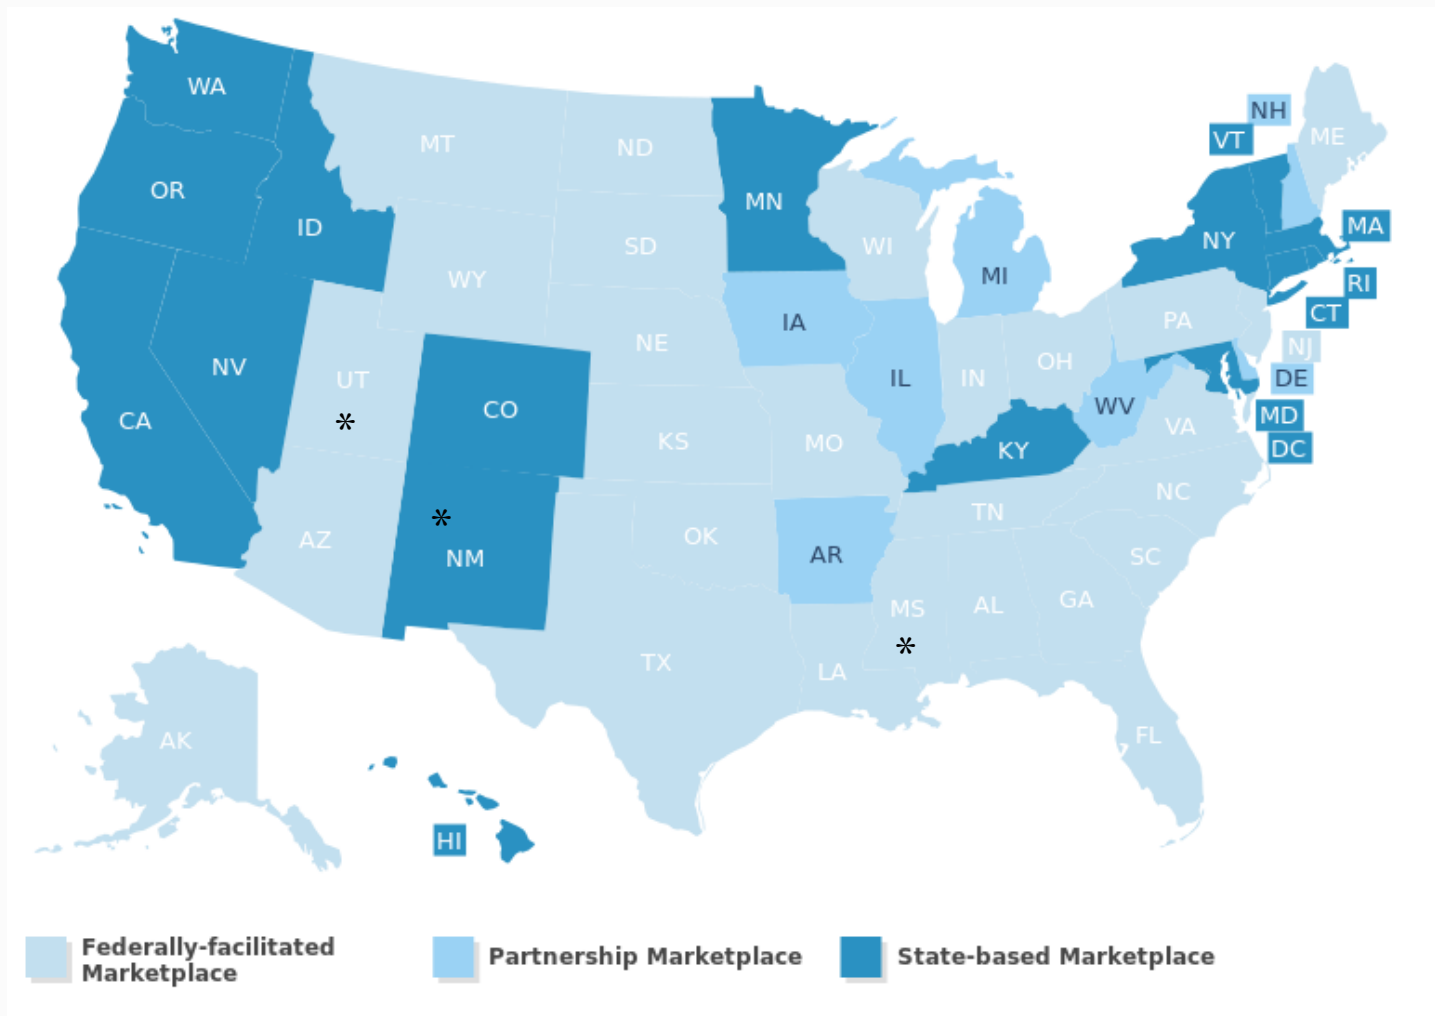 WA
NH
ME
VT
MT
ND
OR
MN
MA
ID
NY
SD
WI
WY
MI
RI
CT
IA
PA
NE
NJ
OH
NV
UT
IL
IN
DE
CO
WV
CA
MD
VA
*
KS
MO
KY
DC
NC
TN
*
AZ
OK
NM
AR
SC
MS
AL
GA
*
TX
LA
FL
AK
HI
Federally-facilitated
Marketplace
Partnership Marketplace
State-based Marketplace